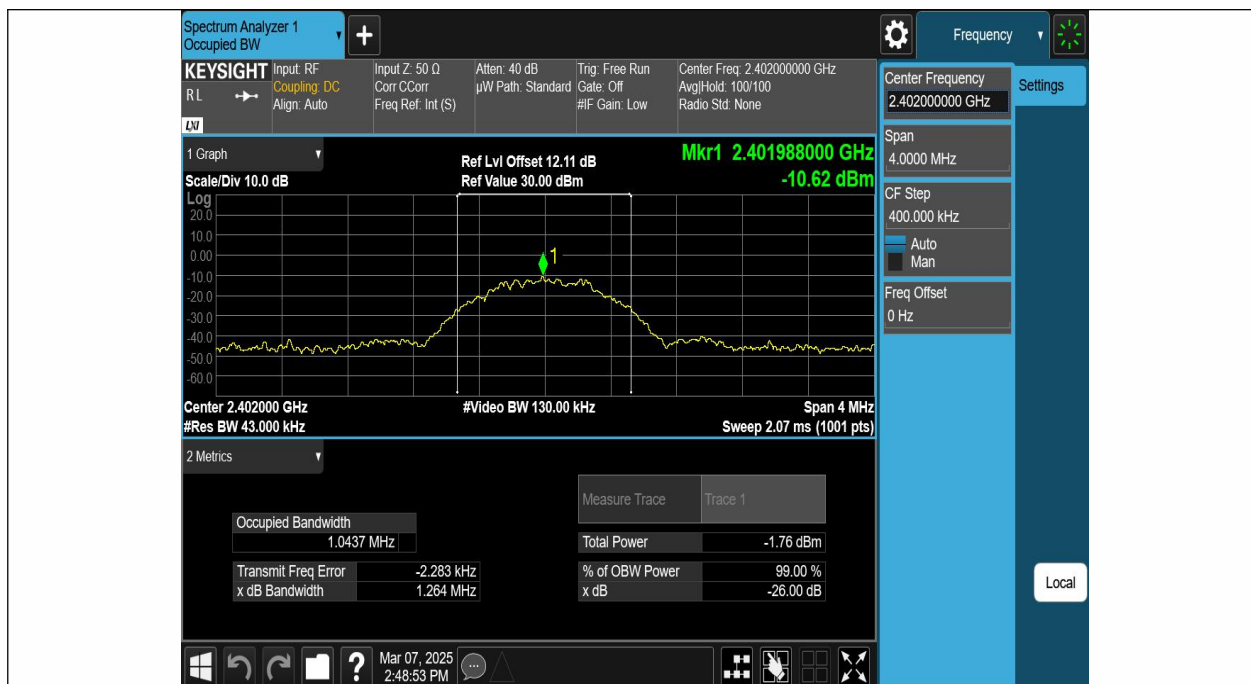 Spectrum Analyzer 1
Occupied BW
+
Frequency
KEYSIGHT
R L
LXI
Input: RF
Coupling: DC
Align: Auto
Input Z: 50 Ω
Corr CCorr
Freq Ref: Int (S)
Atten: 40 dB
µW Path: Standard
Trig: Free Run
Gate: Off
#IF Gain: Low
Center Freq: 2.402000000 GHz
Avg|Hold: 100/100
Radio Std: None
Center Frequency
2.402000000 GHz
Settings
Span
4.0000 MHz
CF Step
400.000 kHz
Auto
Man
Freq Offset
0 Hz
Local
1 Graph
Scale/Div 10.0 dB
Ref Lvl Offset 12.11 dB
Ref Value 30.00 dBm
Mkr1 2.401988000 GHz
-10.62 dBm
Log
20.0
10.0
0.00
-10.0
-20.0
-30.0
-40.0
-50.0
-60.0
1
Center 2.402000 GHz
#Res BW 43.000 kHz
#Video BW 130.00 kHz
Span 4 MHz
Sweep 2.07 ms (1001 pts)
2 Metrics
Measure Trace Trace 1
Occupied Bandwidth
1.0437 MHz
Total Power -1.76 dBm
Transmit Freq Error -2.283 kHz
% of OBW Power 99.00 %
x dB Bandwidth 1.264 MHz
x dB -26.00 dB
?
Mar 07, 2025
2:48:53 PM